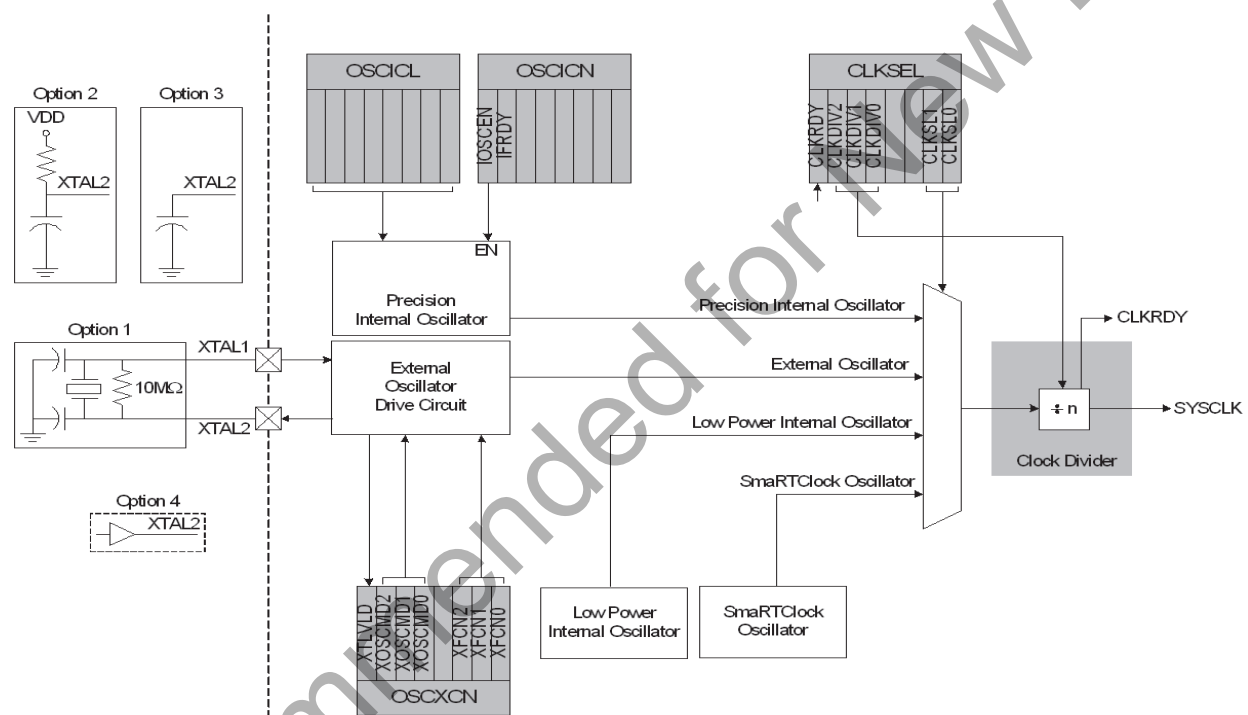 OSCICL
OSCICN
CLKSEL
IOSCEN
IFRDY
CLKRDY
CLKDIV2
CLKDIV1
CLKDIV0
CLKSL1
CLKSL0
Option 2
VDD
XTAL2
Option 3
XTAL2
EN
Precision
Internal Oscillator
Precision Internal Oscillator
CLKRDY
Option 1
XTAL1
10MΩ
XTAL2
External
Oscillator
Drive Circuit
External Oscillator
Low Power Internal Oscillator
SmaRTClock Oscillator
÷ n
SYSCLK
Clock Divider
Option 4
XTAL2
XTLVLD
XOSCMD2
XOSCMD1
XOSCMD0
XFCN2
XFCN1
XFCN0
OSCXCN
Low Power
Internal Oscillator
SmaRTClock
Oscillator
mmended for New